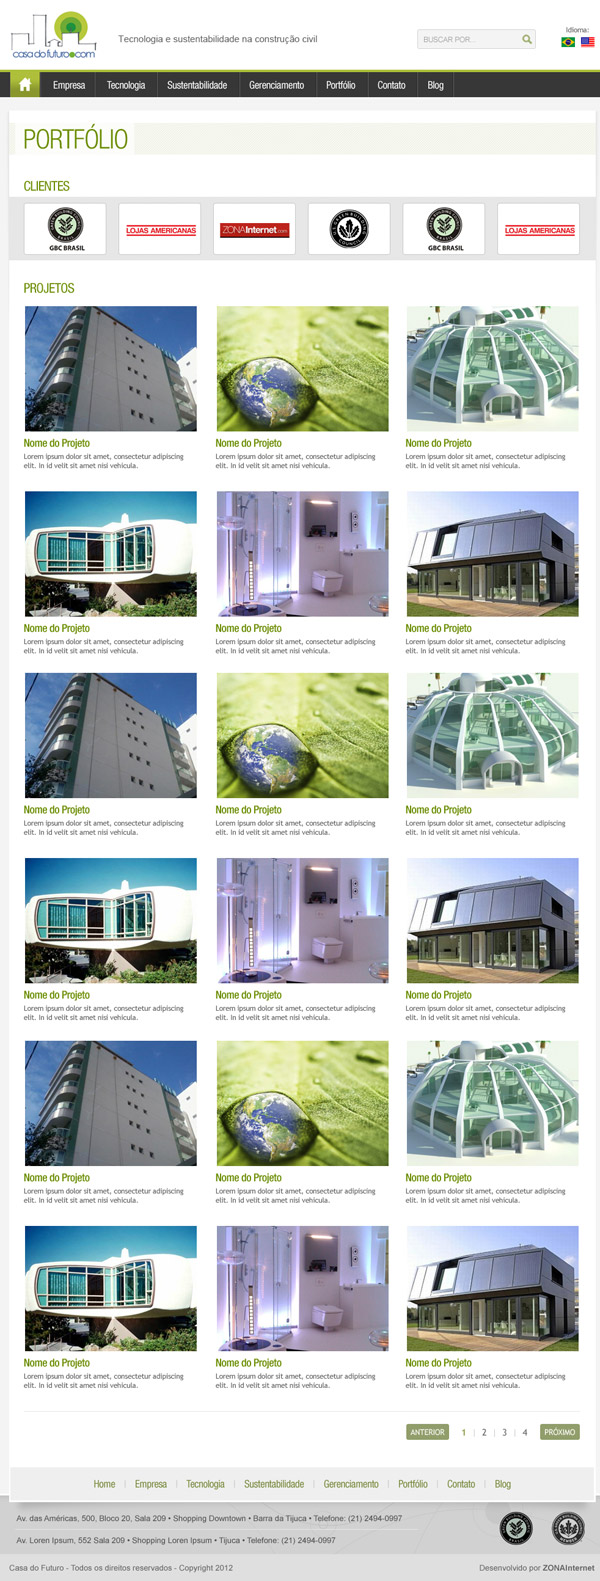 casa do futuro.com
Tecnologia e sustentabilidade na construção civil
BUSCAR POR...
Idioma:
Empresa Tecnologia Sustentabilidade Gerenciamento Portfólio Contato Blog
PORTFÓLIO
CLIENTES
GBC BRASIL LOJAS AMERICANAS ZONAInternet.com GBC BRASIL LOJAS AMERICANAS
PROJETOS
Nome do Projeto Nome do Projeto Nome do Projeto
Lorem ipsum dolor sit amet, consectetur adipiscing Lorem ipsum dolor sit amet, consectetur adipiscing Lorem ipsum dolor sit amet, consectetur adipiscing
elit. In id velit sit amet nisi vehicula. elit. In id velit sit amet nisi vehicula. elit. In id velit sit amet nisi vehicula.
Nome do Projeto Nome do Projeto Nome do Projeto
Lorem ipsum dolor sit amet, consectetur adipiscing Lorem ipsum dolor sit amet, consectetur adipiscing Lorem ipsum dolor sit amet, consectetur adipiscing
elit. In id velit sit amet nisi vehicula. elit. In id velit sit amet nisi vehicula. elit. In id velit sit amet nisi vehicula.
Nome do Projeto Nome do Projeto Nome do Projeto
Lorem ipsum dolor sit amet, consectetur adipiscing Lorem ipsum dolor sit amet, consectetur adipiscing Lorem ipsum dolor sit amet, consectetur adipiscing
elit. In id velit sit amet nisi vehicula. elit. In id velit sit amet nisi vehicula. elit. In id velit sit amet nisi vehicula.
Nome do Projeto Nome do Projeto Nome do Projeto
Lorem ipsum dolor sit amet, consectetur adipiscing Lorem ipsum dolor sit amet, consectetur adipiscing Lorem ipsum dolor sit amet, consectetur adipiscing
elit. In id velit sit amet nisi vehicula. elit. In id velit sit amet nisi vehicula. elit. In id velit sit amet nisi vehicula.
Nome do Projeto Nome do Projeto Nome do Projeto
Lorem ipsum dolor sit amet, consectetur adipiscing Lorem ipsum dolor sit amet, consectetur adipiscing Lorem ipsum dolor sit amet, consectetur adipiscing
elit. In id velit sit amet nisi vehicula. elit. In id velit sit amet nisi vehicula. elit. In id velit sit amet nisi vehicula.
Nome do Projeto Nome do Projeto Nome do Projeto
Lorem ipsum dolor sit amet, consectetur adipiscing Lorem ipsum dolor sit amet, consectetur adipiscing Lorem ipsum dolor sit amet, consectetur adipiscing
elit. In id velit sit amet nisi vehicula. elit. In id velit sit amet nisi vehicula. elit. In id velit sit amet nisi vehicula.
ANTERIOR 1 | 2 | 3 | 4 PRÓXIMO
Home | Empresa | Tecnologia | Sustentabilidade | Gerenciamento | Portfólio | Contato | Blog
Av. das Américas, 500, Bloco 20, Sala 209 • Shopping Downtown • Barra da Tijuca • Telefone: (21) 2494-0997
Av. Loren Ipsum, 552 Sala 209 • Shopping Loren Ipsum • Tijuca • Telefone: (21) 2494-0997
Casa do Futuro - Todos os direitos reservados - Copyright 2012
Desenvolvido por ZONAInternet